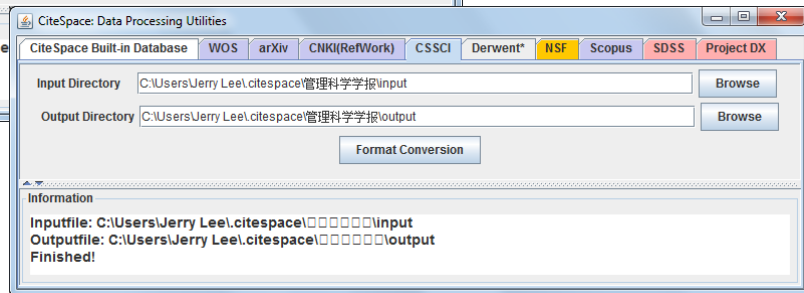 CiteSpace: Data Processing Utilities
CiteSpace Built-in Database WOS arXiv CNKI(RefWork) CSSCI Derwent* NSF Scopus SDSS Project DX
Input Directory C:\Users\Jerry Lee\.citespace\管理科学学报\input Browse
Output Directory C:\Users\Jerry Lee\.citespace\管理科学学报\output Browse
Format Conversion
Information
Inputfile: C:\Users\Jerry Lee\.citespace\□□□□□□\input
Outputfile: C:\Users\Jerry Lee\.citespace\□□□□□□\output
Finished!